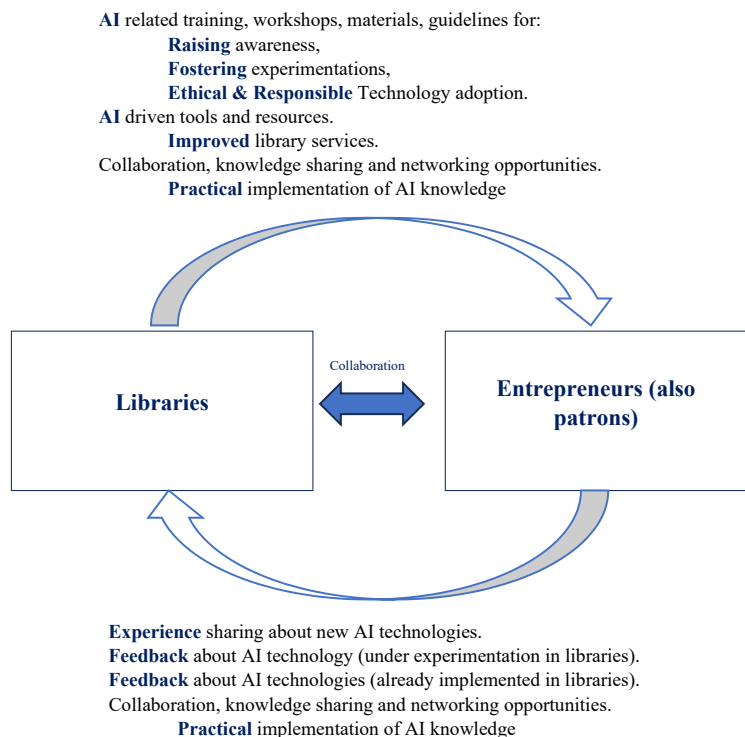 AI related training, workshops, materials, guidelines for:
Raising awareness,
Fostering experimentations,
Ethical & Responsible Technology adoption.
AI driven tools and resources.
Improved library services.
Collaboration, knowledge sharing and networking opportunities.
Practical implementation of AI knowledge
Libraries
Collaboration
Entrepreneurs (also
patrons)
Experience sharing about new AI technologies.
Feedback about AI technology (under experimentation in libraries).
Feedback about AI technologies (already implemented in libraries).
Collaboration, knowledge sharing and networking opportunities.
Practical implementation of AI knowledge